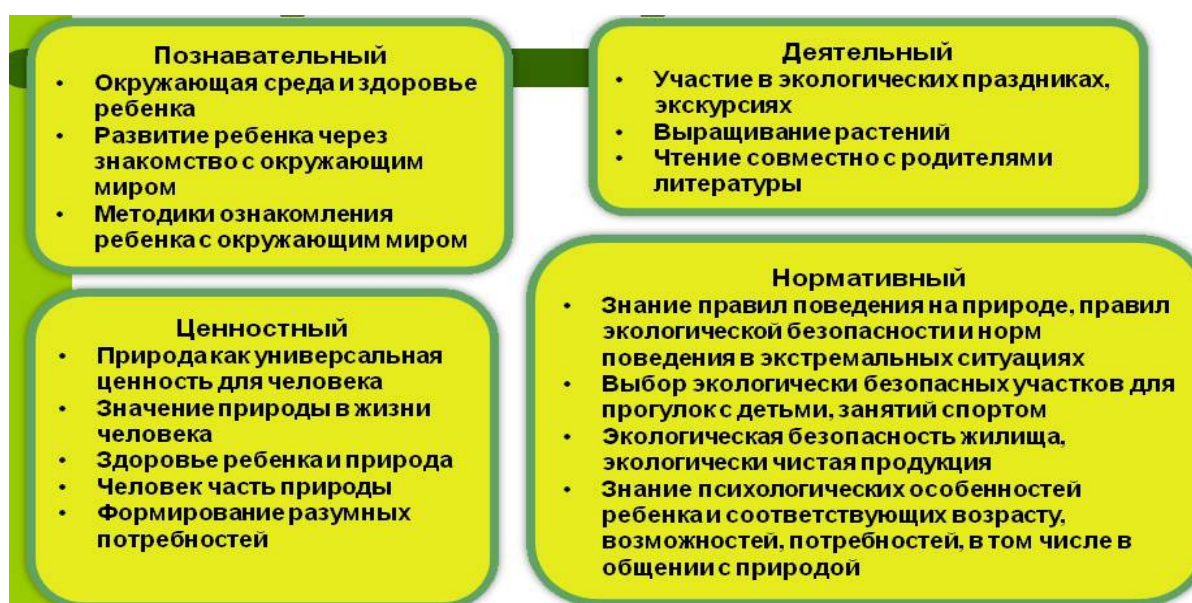 Познавательный
• Окружающая среда и здоровье
ребенка
• Развитие ребенка через
знакомство с окружающим
миром
• Методики ознакомления
ребенка с окружающим миром
Деятельный
• Участие в экологических праздниках,
экскурсиях
• Выращивание растений
• Чтение совместно с родителями
литературы
Ценностный
• Природа как универсальная
ценность для человека
• Значение природы в жизни
человека
• Здоровье ребенка и природа
• Человек часть природы
• Формирование разумных
потребностей
Нормативный
• Знание правил поведения на природе, правил
экологической безопасности и норм
поведения в экстремальных ситуациях
• Выбор экологически безопасных участков для
прогулок с детьми, занятий спортом
• Экологическая безопасность жилища,
экологически чистая продукция
• Знание психологических особенностей
ребенка и соответствующих возрасту,
возможностей, потребностей, в том числе в
общении с природой